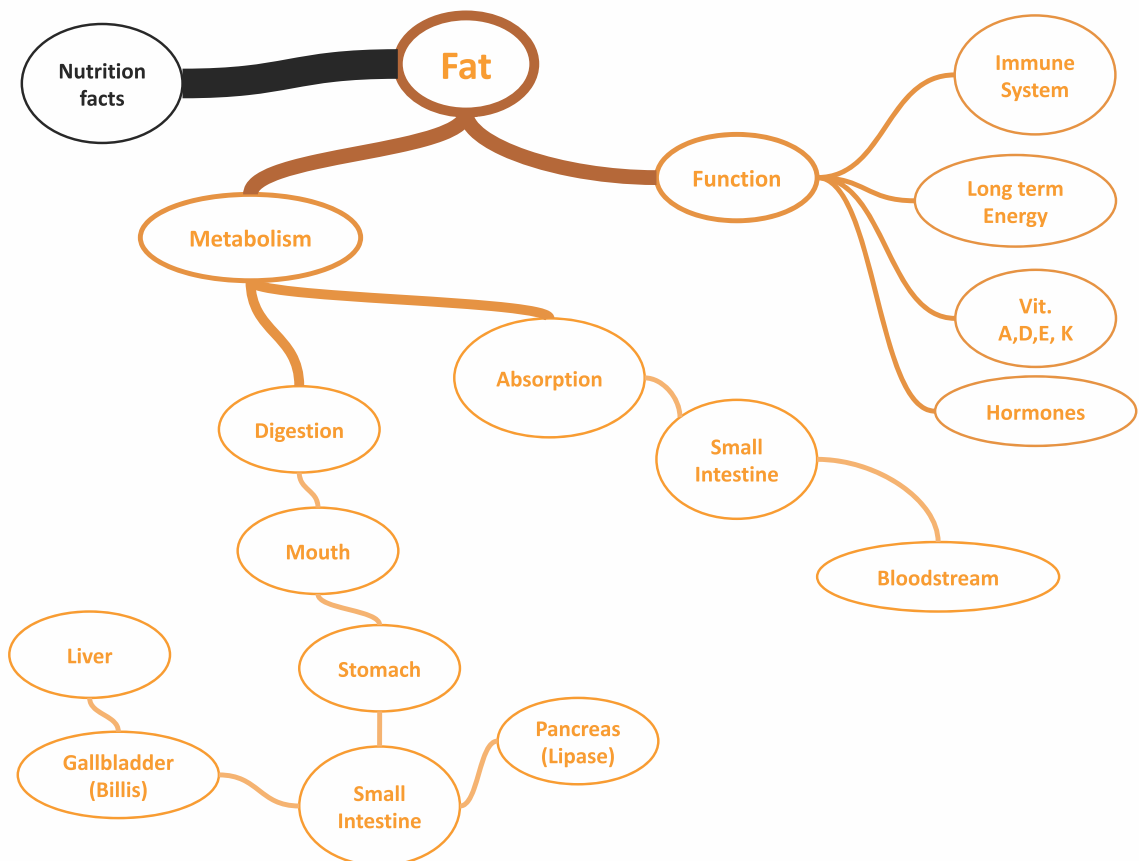 Fat
Nutrition
facts
Immune
System
Function
Long term
Energy
Metabolism
Vit.
A,D,E, K
Absorption
Hormones
Digestion
Small
Intestine
Mouth
Bloodstream
Liver
Stomach
Pancreas
(Lipase)
Gallbladder
(Billis)
Small
Intestine